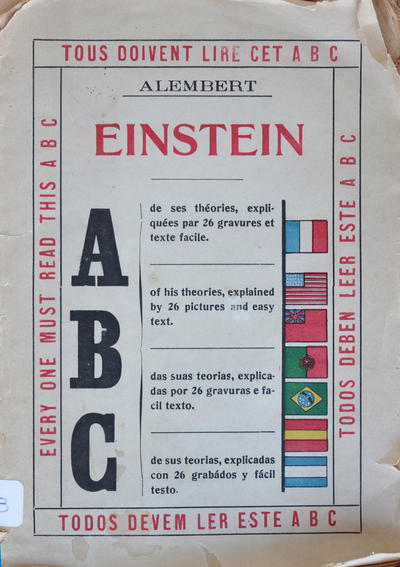 TOUS DOIVENT LIRE CET A B C
ALEMBERT
EINSTEIN
EVERY ONE MUST READ THIS A B C
A
B
C
de ses théories, expli-
quées par 26 gravures et
texte facile.
of his theories, explained
by 26 pictures and easy
text.
das suas teorias, explica-
das por 26 gravuras e fa-
cil texto.
de sus teorias, explicadas
con 26 grabádos y fácil
testo.
TODOS DEBEN LEER ESTE A B C
TODOS DEVEM LER ESTE A B C
B